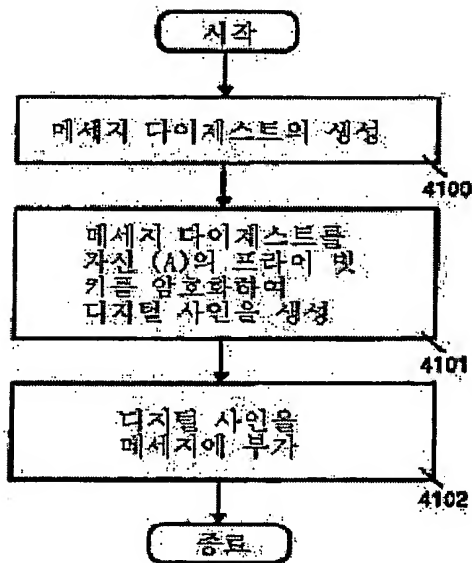 시작
메세지 다이제스트의 생성
4100
메세지 다이제스트를
자신 (A)의 프라이 빗
키플 암호화하여
디지털 사인을 생성
4101
디지털 사인을
메세지에 부가
4102
종료